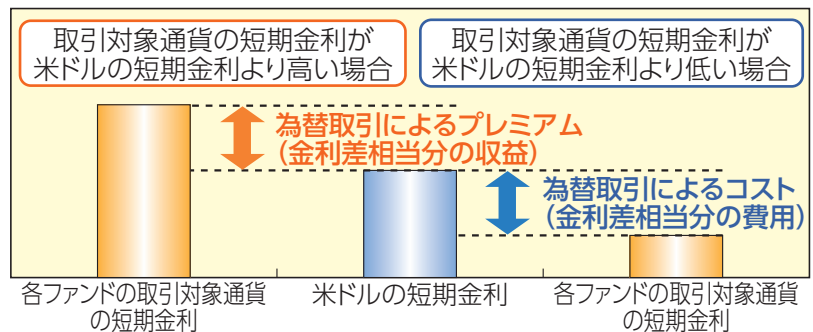 取引対象通貨の短期金利が
米ドルの短期金利より高い場合
取引対象通貨の短期金利が
米ドルの短期金利より低い場合
為替取引によるプレミアム
(金利差相当分の収益)
為替取引によるコスト
(金利差相当分の費用)
各ファンドの取引対象通貨
の短期金利
米ドルの短期金利
各ファンドの取引対象通貨
の短期金利